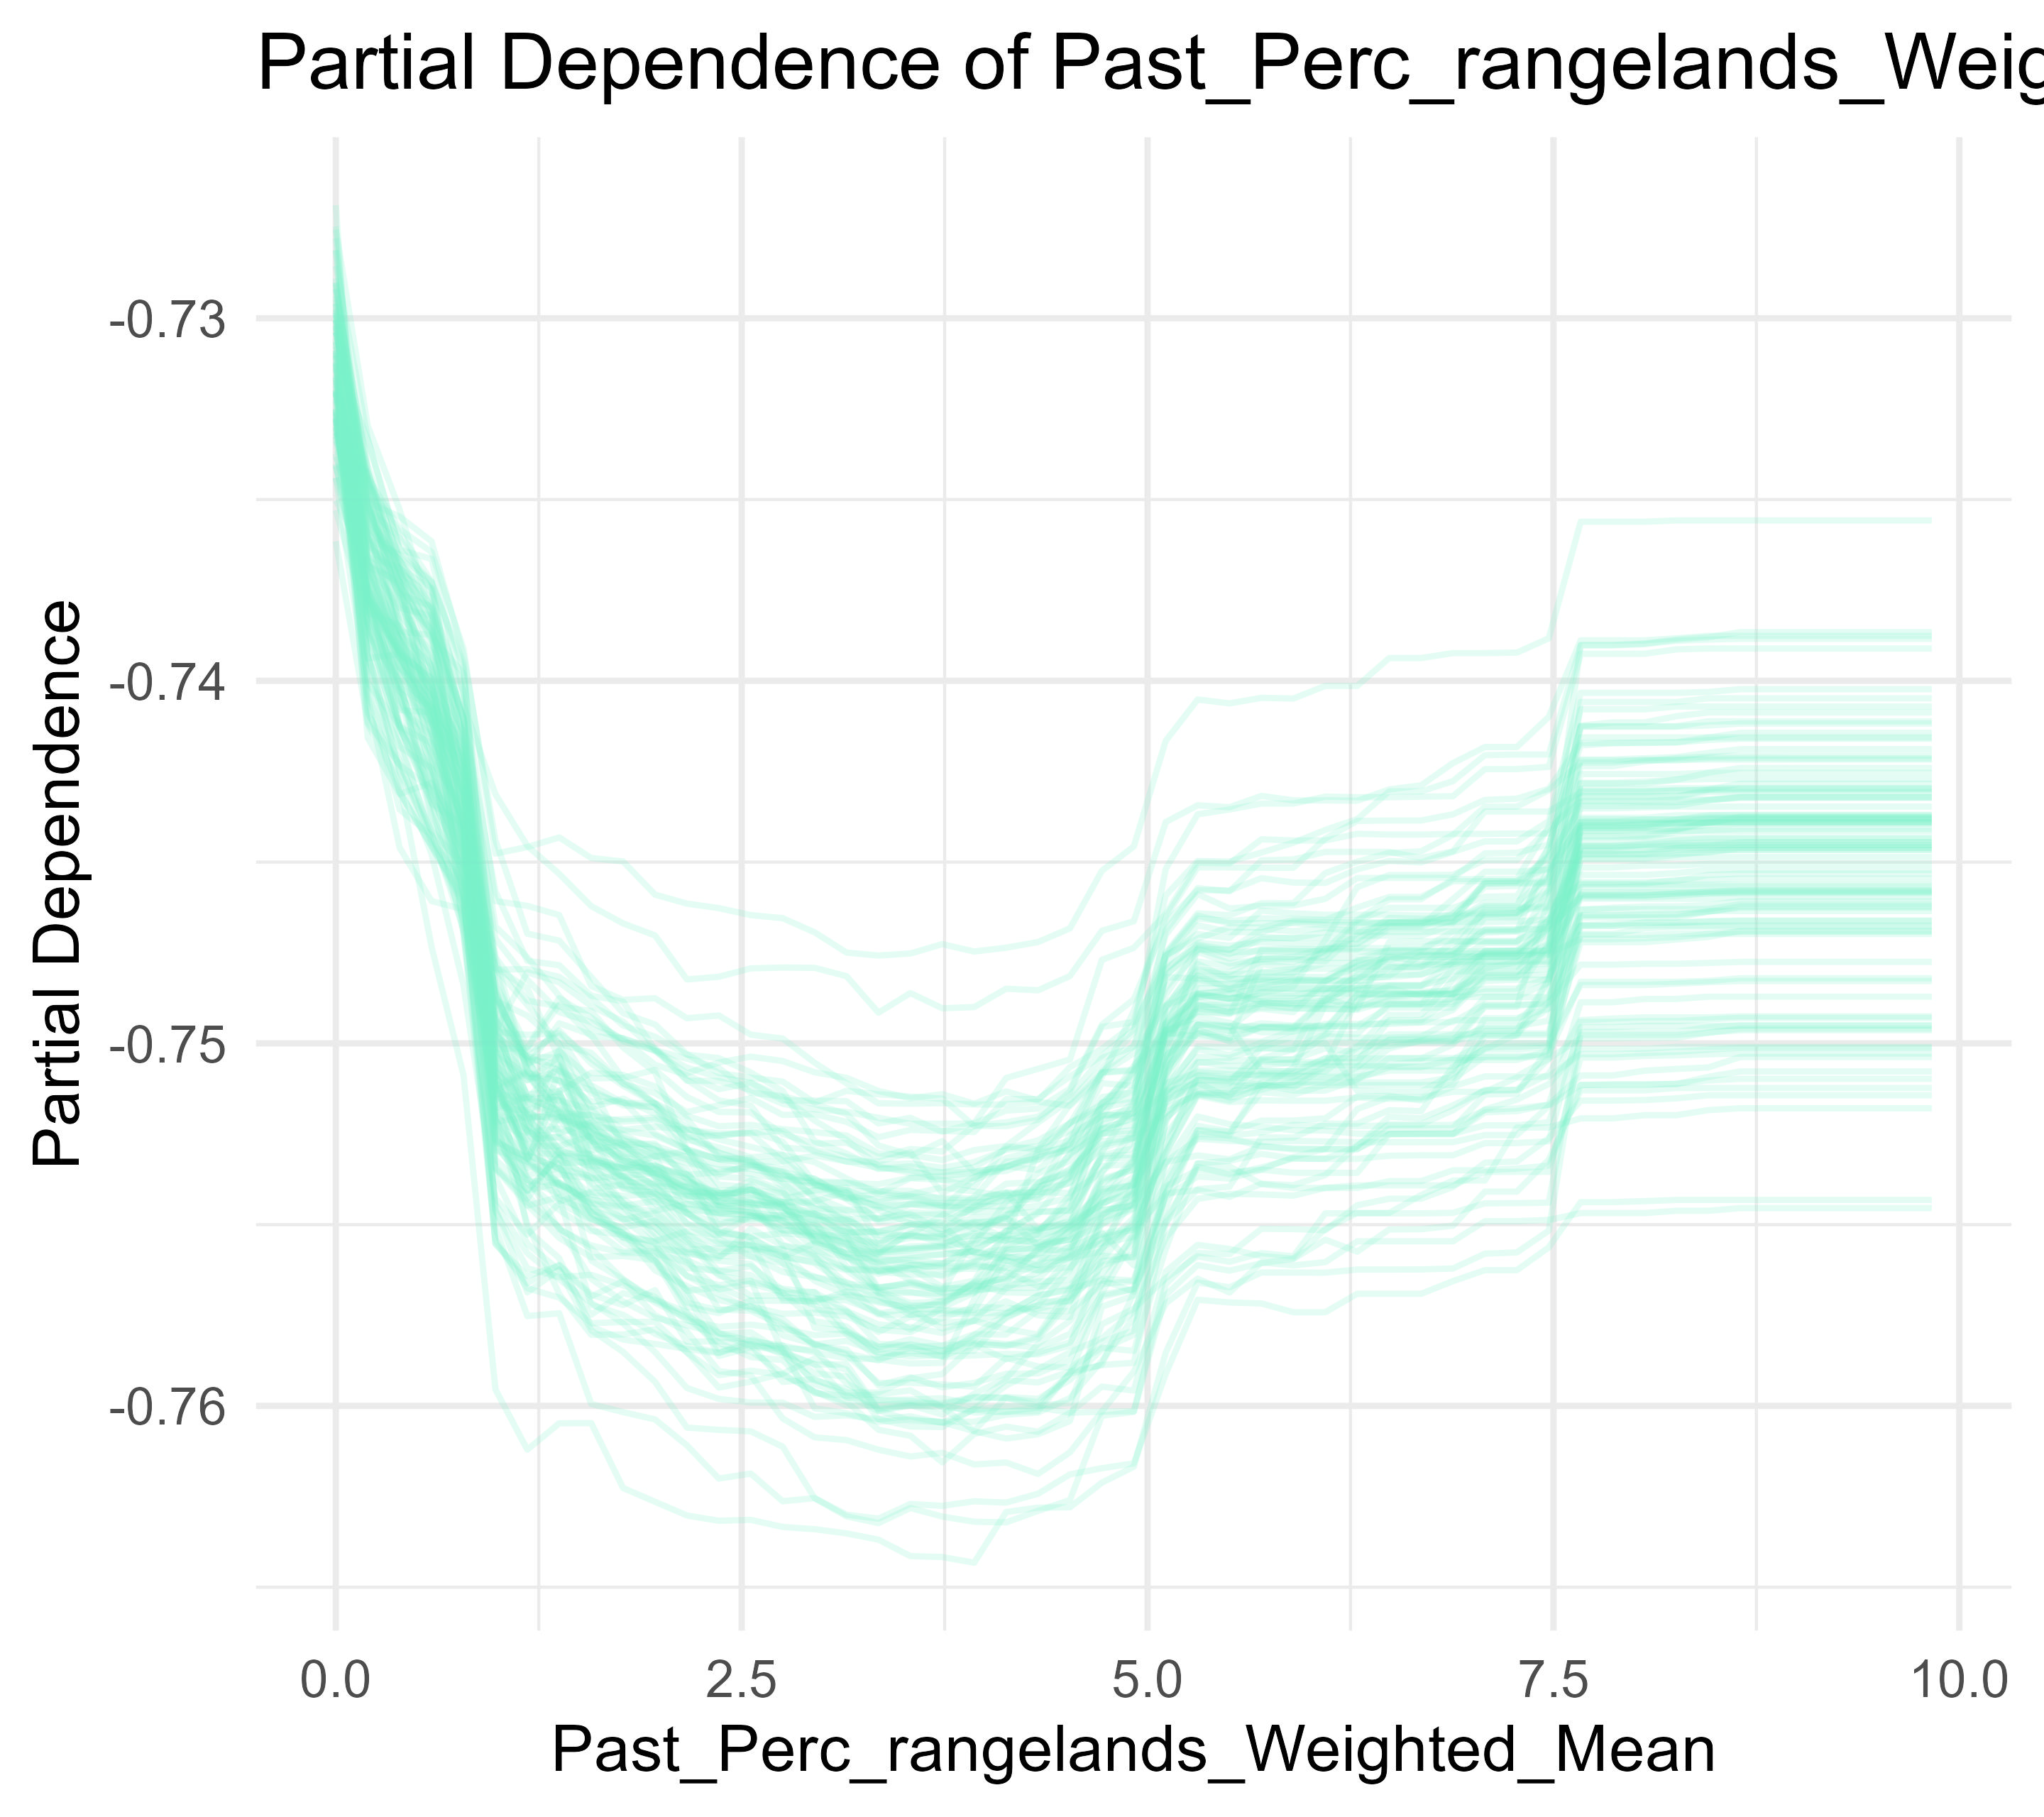 Partial Dependence of Past_Perc_rangelands_Weig
-0.73
-0.74
-0.75
-0.76
Partial Dependence
0.0 2.5 5.0 7.5 10.0
Past_Perc_rangelands_Weighted_Mean